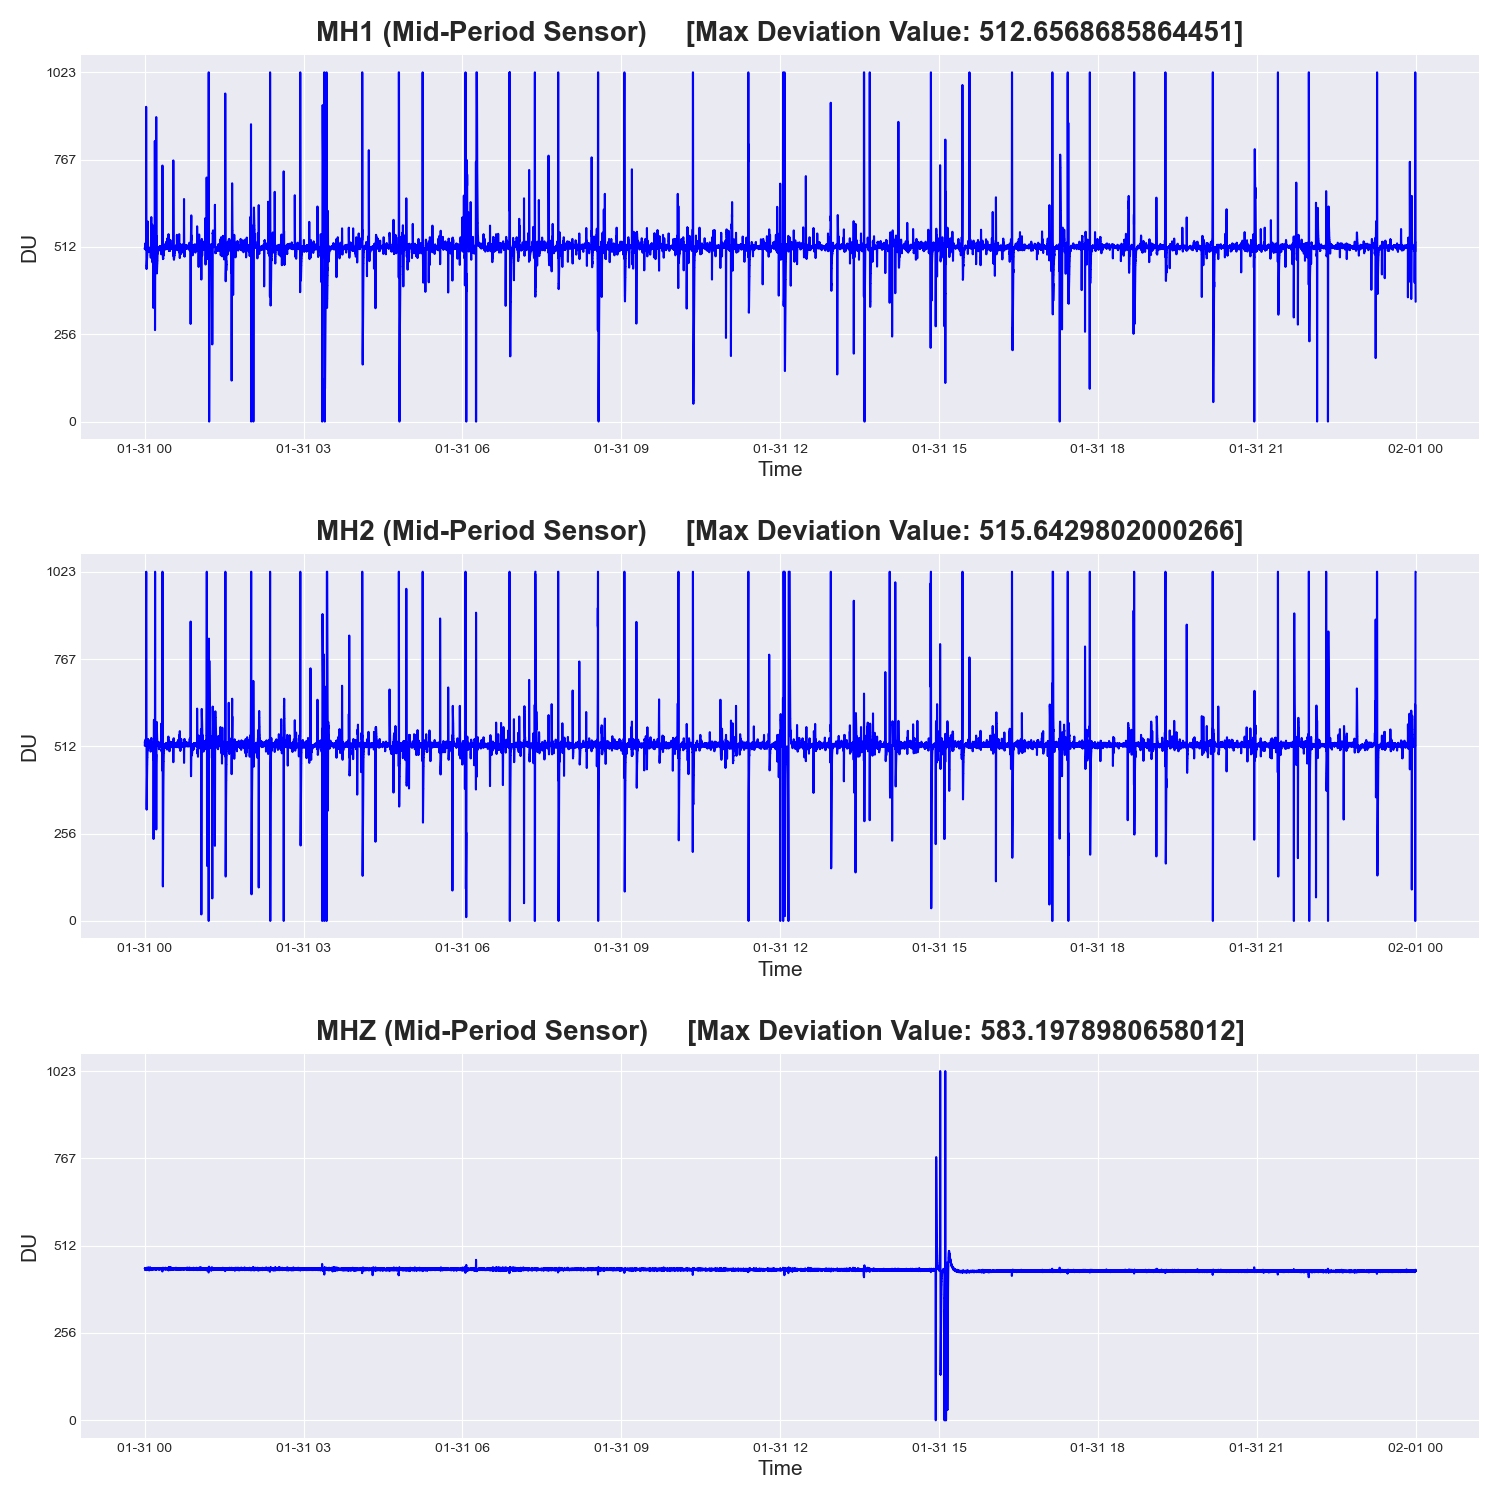 MH1 (Mid-Period Sensor) [Max Deviation Value: 512.6568685864451]
1023
767
512
256
0
DU
01-31 00 01-31 03 01-31 06 01-31 09 01-31 12 01-31 15 01-31 18 01-31 21 02-01 00
Time
MH2 (Mid-Period Sensor) [Max Deviation Value: 515.6429802000266]
1023
767
512
256
0
DU
01-31 00 01-31 03 01-31 06 01-31 09 01-31 12 01-31 15 01-31 18 01-31 21 02-01 00
Time
MHZ (Mid-Period Sensor) [Max Deviation Value: 583.1978980658012]
1023
767
512
256
0
DU
01-31 00 01-31 03 01-31 06 01-31 09 01-31 12 01-31 15 01-31 18 01-31 21 02-01 00
Time